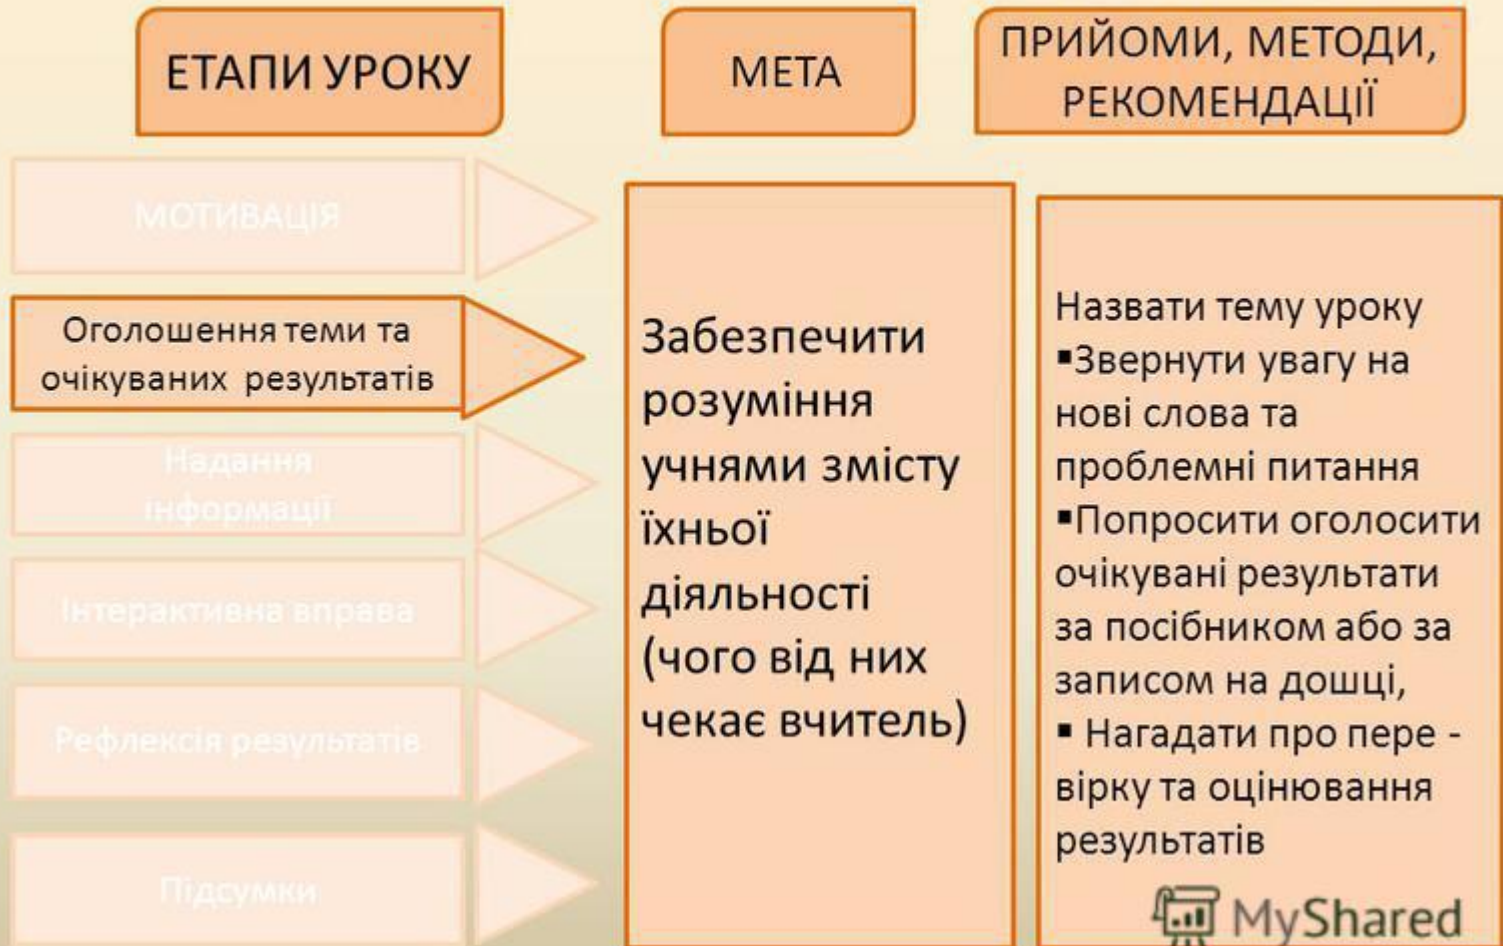 ЕТАПИ УРОКУ
МЕТА
ПРИЙОМИ, МЕТОДИ,
РЕКОМЕНДАЦІЇ
МОТИВАЦІЯ
Оголошення теми та
очікуваних результатів
Надання
інформації
Інтерактивна вправа
Рефлексія результатів
Підсумки
Забезпечити
розуміння
учнями змісту
їхньої
діяльності
(чого від них
чекає вчитель)
Назвати тему уроку
▪Звернути увагу на
нові слова та
проблемні питання
▪Попросити оголосити
очікувані результати
за посібником або за
записом на дошці,
▪ Нагадати про пере -
вірку та оцінювання
результатів
MyShared